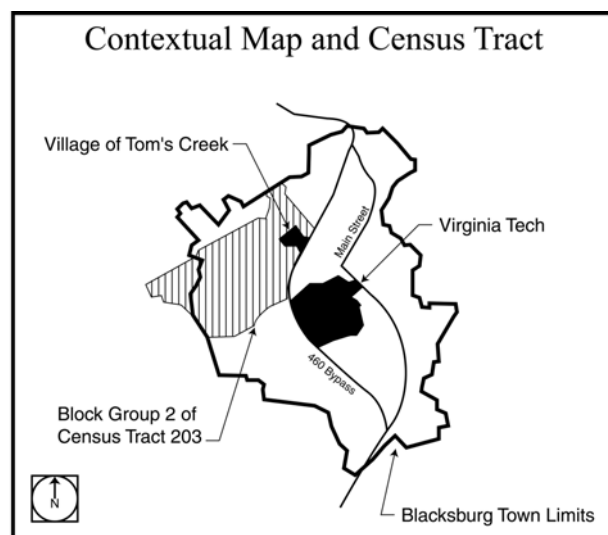 Contextual Map and Census Tract
Village of Tom's Creek
Main Street
Virginia Tech
460 Bypass
Block Group 2 of
Census Tract 203
N
Blacksburg Town Limits